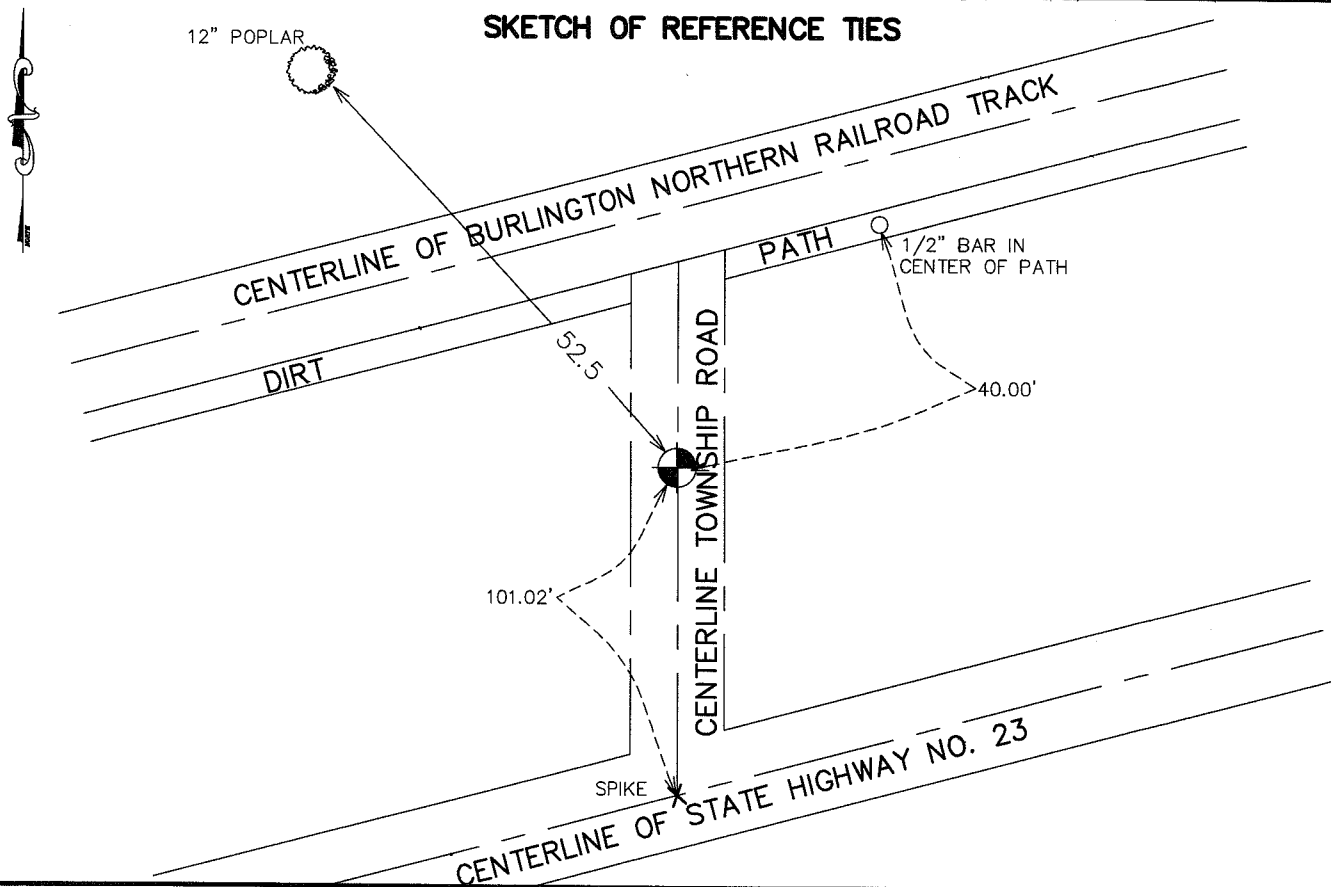 SKETCH OF REFERENCE TIES
12" POPLAR
CENTERLINE OF BURLINGTON NORTHERN RAILROAD TRACK
PATH
1/2" BAR IN
CENTER OF PATH
DIRT
52.5
40.00'
CENTERLINE TOWNSHIP ROAD
101.02'
SPIKE
CENTERLINE OF STATE HIGHWAY NO. 23